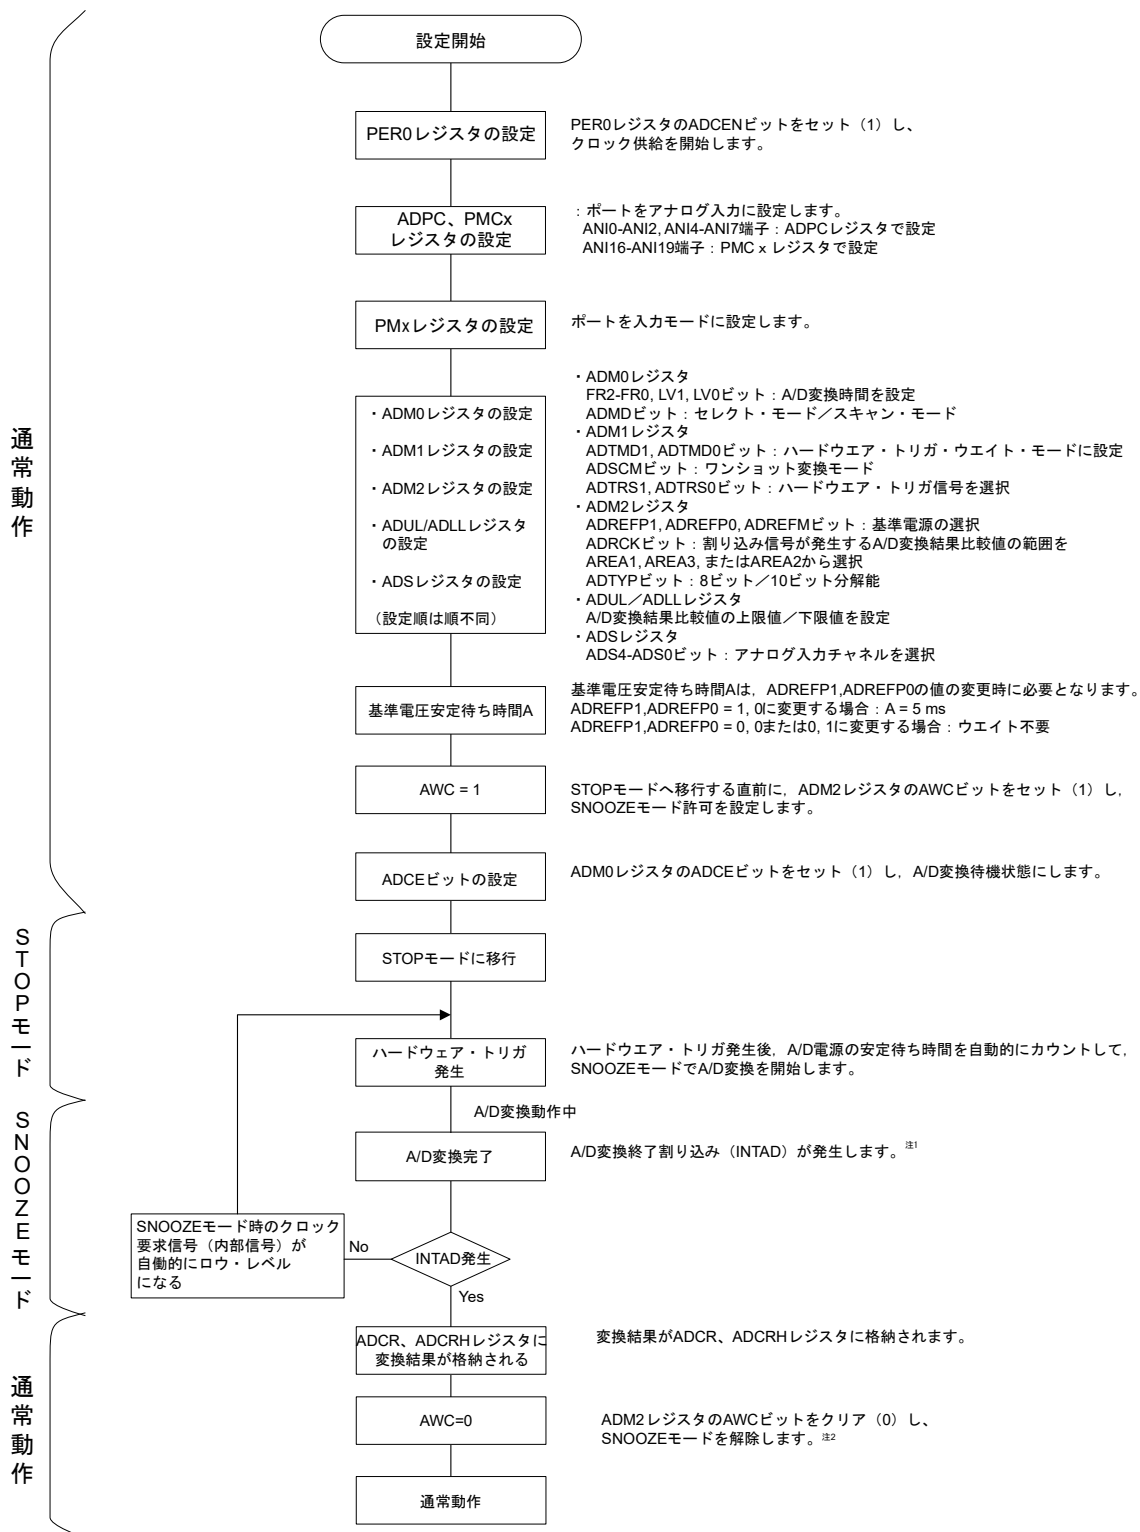 設定開始
PER0レジスタの設定
PER0レジスタのADCENビットをセット（1）し、
クロック供給を開始します。
ADPC、PMCx
レジスタの設定
：ポートをアナログ入力に設定します。
ANI0-ANI2, ANI4-ANI7端子：ADPCレジスタで設定
ANI16-ANI19端子：PMC x レジスタで設定
PMxレジスタの設定
ポートを入力モードに設定します。
・ADM0レジスタの設定
・ADM1レジスタの設定
・ADM2レジスタの設定
・ADUL/ADLLレジスタ
の設定
・ADSレジスタの設定
（設定順は順不同）
・ADM0レジスタ
FR2-FR0, LV1, LV0ビット：A/D変換時間を設定
ADMDビット：セレクト・モード／スキャン・モード
・ADM1レジスタ
ADTMD1, ADTMD0ビット：ハードウエア・トリガ・ウエイト・モードに設定
ADSCMビット：ワンショット変換モード
ADTRS1, ADTRS0ビット：ハードウエア・トリガ信号を選択
・ADM2レジスタ
ADREFP1, ADREFP0, ADREFMビット：基準電源の選択
ADRCKビット：割り込み信号が発生するA/D変換結果比較値の範囲を
AREA1, AREA3, またはAREA2から選択
ADTYPビット：8ビット／10ビット分解能
・ADUL／ADLLレジスタ
A/D変換結果比較値の上限値／下限値を設定
・ADSレジスタ
ADS4-ADS0ビット：アナログ入力チャネルを選択
基準電圧安定待ち時間A
基準電圧安定待ち時間Aは，ADREFP1,ADREFP0の値の変更時に必要となります。
ADREFP1,ADREFP0 = 1, 0に変更する場合：A = 5 ms
ADREFP1,ADREFP0 = 0, 0または0, 1に変更する場合：ウエイト不要
AWC = 1
STOPモードへ移行する直前に，ADM2レジスタのAWCビットをセット（1）し，
SNOOZEモード許可を設定します。
ADCEビットの設定
ADM0レジスタのADCEビットをセット（1）し，A/D変換待機状態にします。
通常動作
STOPモードに移行
ハードウェア・トリガ
発生
ハードウエア・トリガ発生後，A/D電源の安定待ち時間を自動的にカウントして，
SNOOZEモードでA/D変換を開始します。
STOPモード
A/D変換動作中
A/D変換完了
A/D変換終了割り込み（INTAD）が発生します。注1
SNOOZEモード時のクロック
要求信号（内部信号）が
自働的にロウ・レベル
になる
No
INTAD発生
Yes
SNOOZEモード
ADCR、ADCRHレジスタに
変換結果が格納される
変換結果がADCR、ADCRHレジスタに格納されます。
AWC=0
ADM2レジスタのAWCビットをクリア（0）し、
SNOOZEモードを解除します。注2
通常動作
通常動作